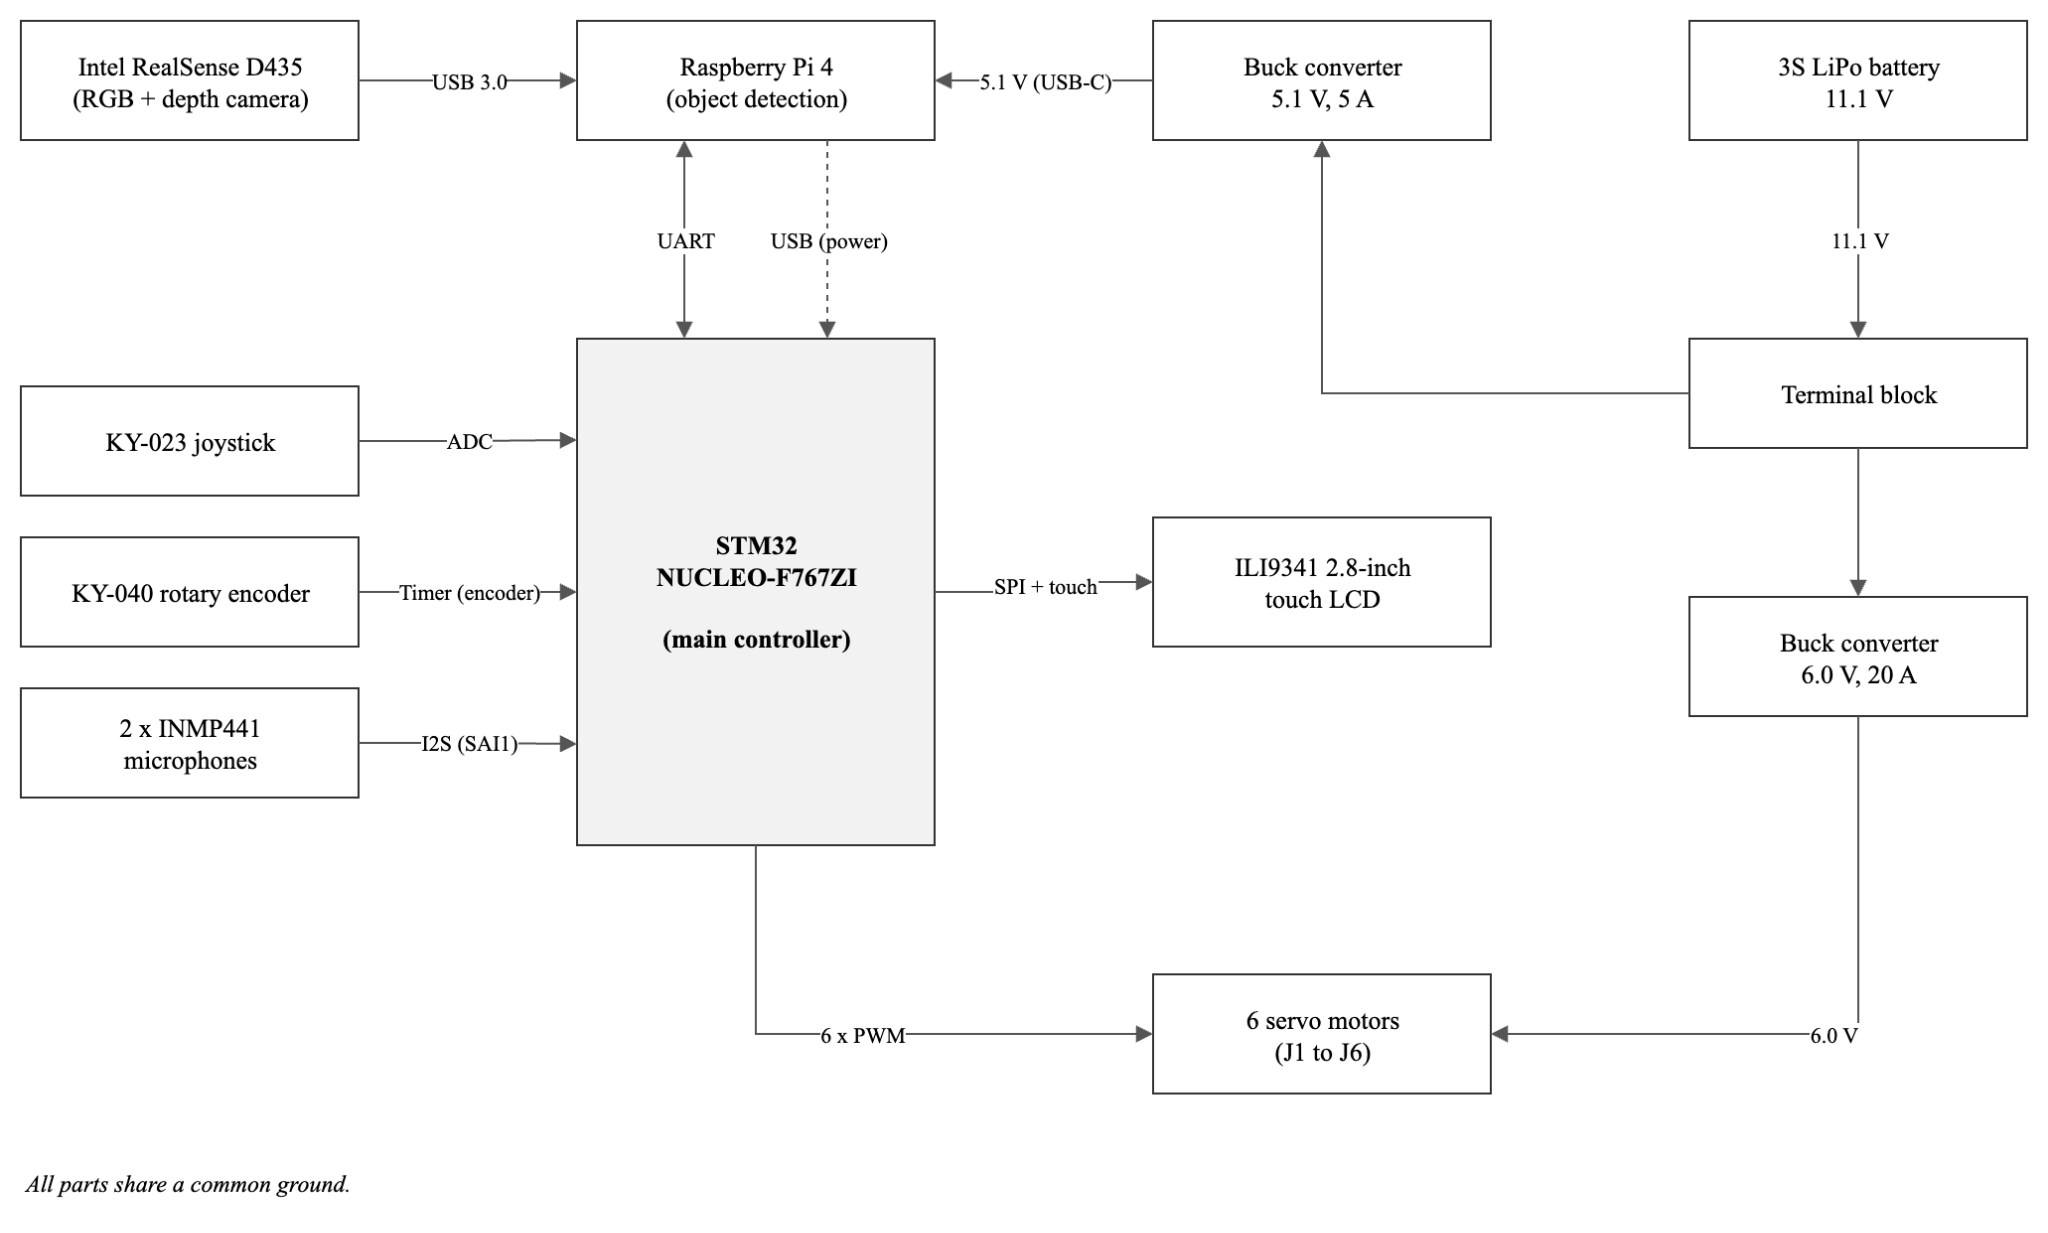 Intel RealSense D435
(RGB + depth camera)
USB 3.0
Raspberry Pi 4
(object detection)
5.1 V (USB-C)
Buck converter
5.1 V, 5 A
3S LiPo battery
11.1 V
UART
USB (power)
11.1 V
Terminal block
KY-023 joystick
ADC
KY-040 rotary encoder
Timer (encoder)
2 x INMP441
microphones
I2S (SAI1)
STM32
NUCLEO-F767ZI
(main controller)
SPI + touch
ILI9341 2.8-inch
touch LCD
Buck converter
6.0 V, 20 A
6 x PWM
6 servo motors
(J1 to J6)
6.0 V
All parts share a common ground.